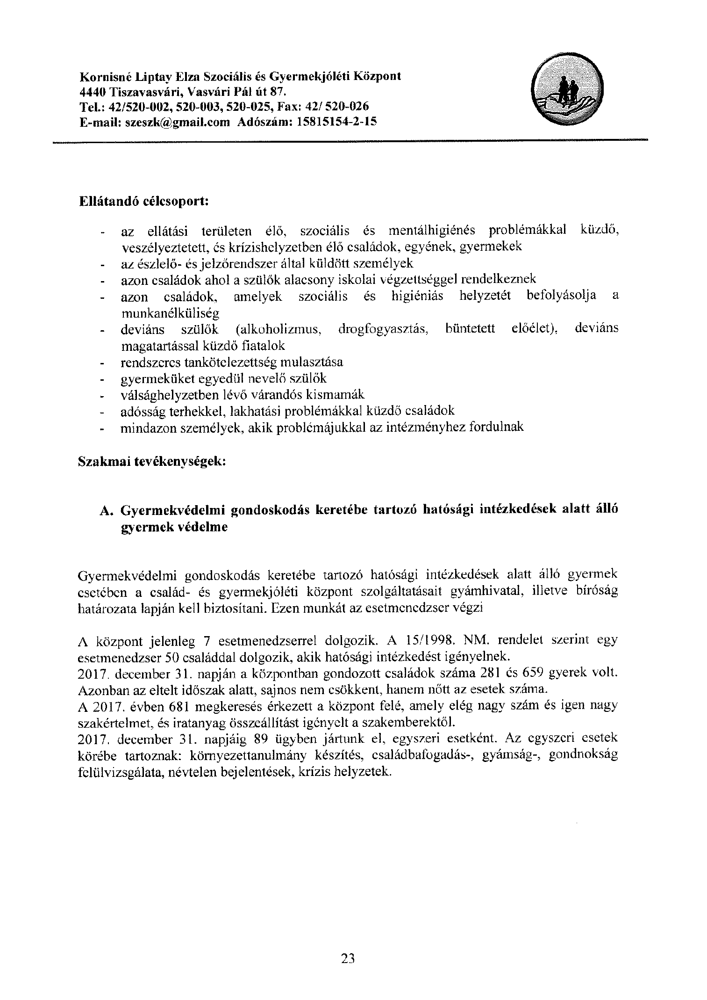 Kornisné Liptay Elza Szociális és Gyermekjóléti Központ
4440 Tiszavasvári, Vasvári Pál út 87.
Tel.: 42/520-002, 520-003, 520-025, Fax: 42/ 520-026
E-mail: szeszk@gmail.com Adószám: 15815154-2-15
Ellátandó célcsoport:
- az ellátási területen élő, szociális és mentálhigiénés problémákkal küzdő,
veszélyeztetett, és krízishelyzetben élő családok, egyének, gyermekek
- az észlelő- és jelzőrendszer által küldött személyek
- azon családok ahol a szülők alacsony iskolai végzettséggel rendelkeznek
- azon családok, amelyek szociális és higiéniás helyzetét befolyásolja a
munkanélküliség
- deviáns szülők (alkoholizmus, drogfogyasztás, büntetett előélet), deviáns
magatartással küzdő fiatalok
- rendszeres tankötelezettség mulasztása
- gyermeküket egyedül nevelő szülők
- válsághelyzetben lévő várandós kismamák
- adósság terhekkel, lakhatási problémákkal küzdő családok
- mindazon személyek, akik problémájukkal az intézményhez fordulnak
Szakmai tevékenységek:
A. Gyermekvédelmi gondoskodás keretébe tartozó hatósági intézkedések alatt álló
gyermek védelme
Gyermekvédelmi gondoskodás keretébe tartozó hatósági intézkedések alatt álló gyermek
esetében a család- és gyermekjóléti központ szolgáltatásait gyámhivatal, illetve bíróság
határozata lapján kell biztosítani. Ezen munkát az esetmenedzser végzi
A központ jelenleg 7 esetmenedzserrel dolgozik. A 15/1998. NM. rendelet szerint egy
esetmenedzser 50 családdal dolgozik, akik hatósági intézkedést igényelnek.
2017. december 31. napján a központban gondozott családok száma 281 és 659 gyerek volt.
Azonban az eltelt időszak alatt, sajnos nem csökkent, hanem nőtt az esetek száma.
A 2017. évben 681 megkeresés érkezett a központ felé, amely elég nagy szám és igen nagy
szakértelmet, és iratanyag összeállítást igényelt a szakemberektől.
2017. december 31. napjáig 89 ügyben jártunk el, egyszeri esetként. Az egyszeri esetek
körébe tartoznak: környezettanulmány készítés, családbafogadás-, gyámság-, gondnokság
felülvizsgálata, névtelen bejelentések, krízis helyzetek.
23